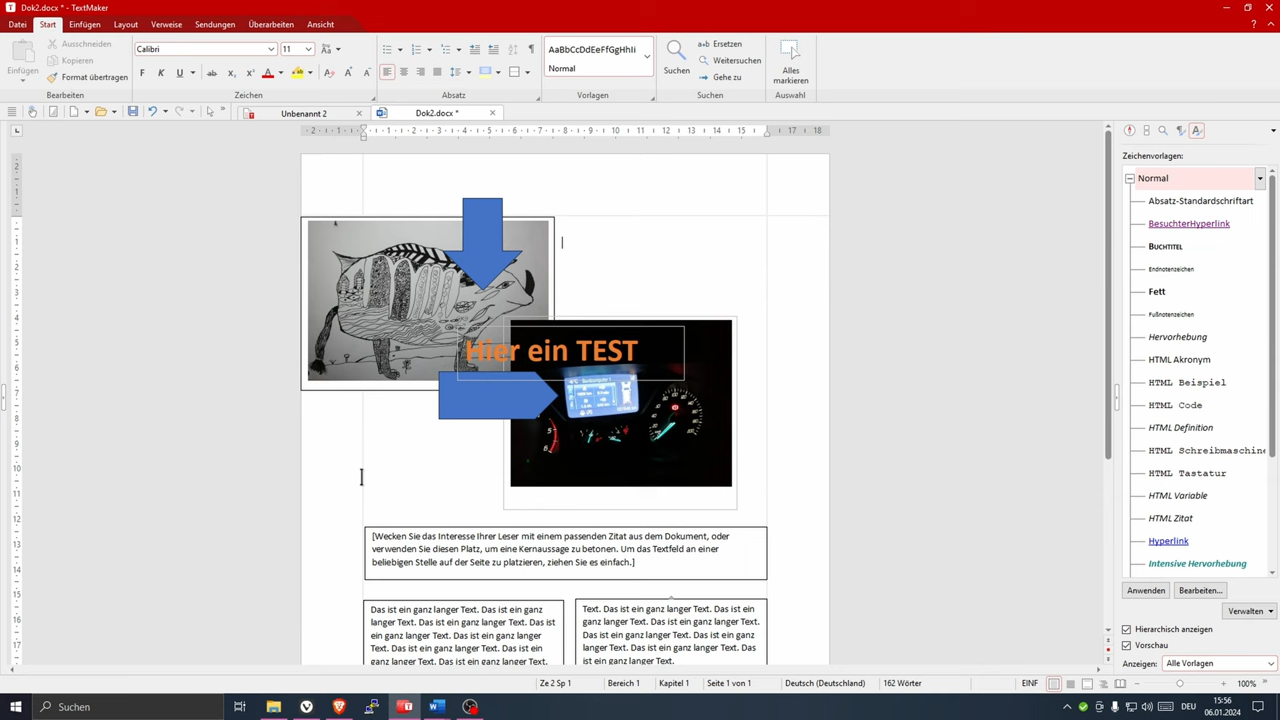 Dok2.docx * - TextMaker
Datei Start Einfügen Layout Verweise Sendungen Überarbeiten Ansicht
Einfügen
Ausschneiden
Kopieren
Format übertragen
Bearbeiten
Calibri 11
Zeichen
Absatz
AaBbCcDdEeFfGgHhIi
Normal
Vorlagen
Suchen
Ersetzen
Weitersuchen
Gehe zu
Suchen
Alles
markieren
Auswahl
Unbenannt 2
Dok2.docx *
Hier ein TEST
[Wecken Sie das Interesse Ihrer Leser mit einem passenden Zitat aus dem Dokument, oder
verwenden Sie diesen Platz, um eine Kernaussage zu betonen. Um das Textfeld an einer
beliebigen Stelle auf der Seite zu platzieren, ziehen Sie es einfach.]
Das ist ein ganz langer Text. Das ist ein ganz
langer Text. Das ist ein ganz langer Text. Das ist
ein ganz langer Text. Das ist ein ganz langer
Text. Das ist ein ganz langer Text. Das ist ein
ganz langer Text. Das ist ein ganz langer Text.
Text. Das ist ein ganz langer Text. Das ist ein
ganz langer Text. Das ist ein ganz langer Text.
Das ist ein ganz langer Text. Das ist ein ganz
langer Text. Das ist ein ganz langer Text. Das
ist ein ganz langer Text.
Zeichenvorlagen:
Normal
Absatz-Standardschriftart
BesuchterHyperlink
Buchtitel
Endnotenzeichen
Fett
Fußnotenzeichen
Hervorhebung
HTML Akronym
HTML Beispiel
HTML Code
HTML Definition
HTML Schreibmaschine
HTML Tastatur
HTML Variable
HTML Zitat
Hyperlink
Intensive Hervorhebung
Anwenden Bearbeiten...
Verwalten
Hierarchisch anzeigen
Vorschau
Anzeigen: Alle Vorlagen
Ze 2 Sp 1 Bereich 1 Kapitel 1 Seite 1 von 1 Deutsch (Deutschland) 162 Wörter EINF 100%
Suchen
DEU
15:56
06.01.2024